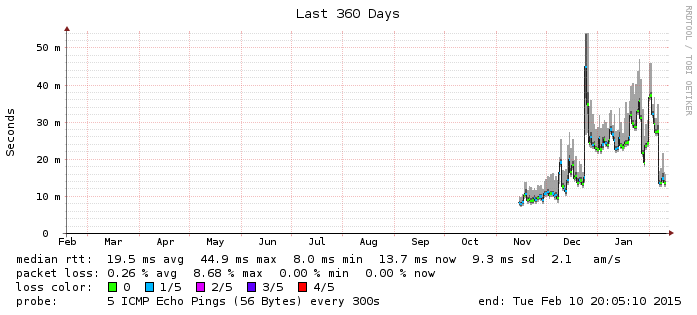 Last 360 Days
RRDTOOL / TOBI OETIKER
Seconds
50 m
40 m
30 m
20 m
10 m
0
Feb Mar Apr May Jun Jul Aug Sep Oct Nov Dec Jan
median rtt: 19.5 ms avg 44.9 ms max 8.0 ms min 13.7 ms now 9.3 ms sd 2.1 am/s
packet loss: 0.26 % avg 8.68 % max 0.00 % min 0.00 % now
loss color: 0 1/5 2/5 3/5 4/5
probe: 5 ICMP Echo Pings (56 Bytes) every 300s end: Tue Feb 10 20:05:10 2015